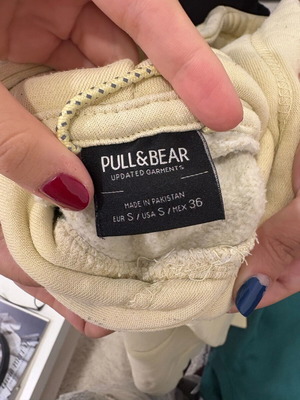 PULL&BEAR
UPDATED GARMENTS
MADE IN PAKISTAN
EUR S / USA S / MEX 36